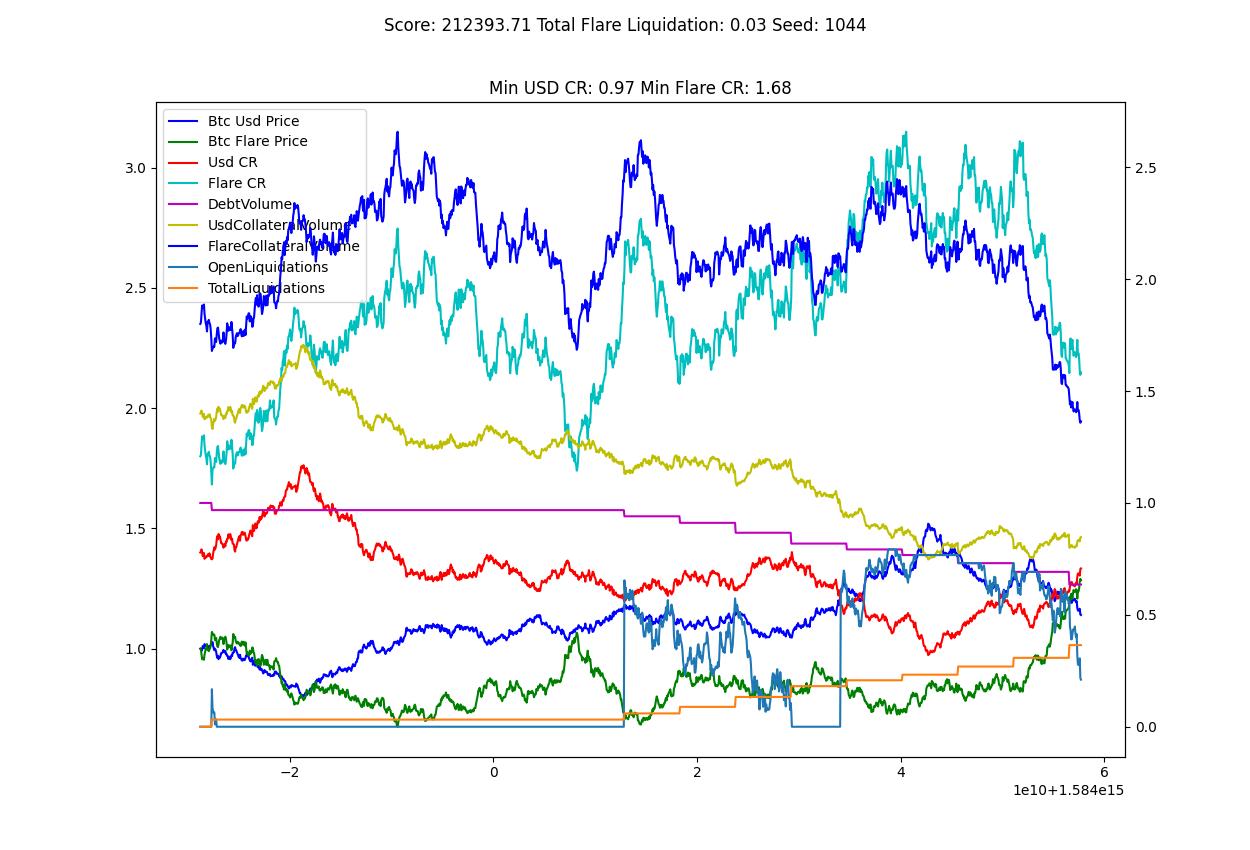 Score: 212393.71 Total Flare Liquidation: 0.03 Seed: 1044
Min USD CR: 0.97 Min Flare CR: 1.68
Btc Usd Price
Btc Flare Price
Usd CR
Flare CR
DebtVolume
UsdCollateralVolume
FlareCollateralVolume
OpenLiquidations
TotalLiquidations
3.0
2.5
2.0
1.5
1.0
2.5
2.0
1.5
1.0
0.5
0.0
−2
0
2
4
6
1e10+1.584e15